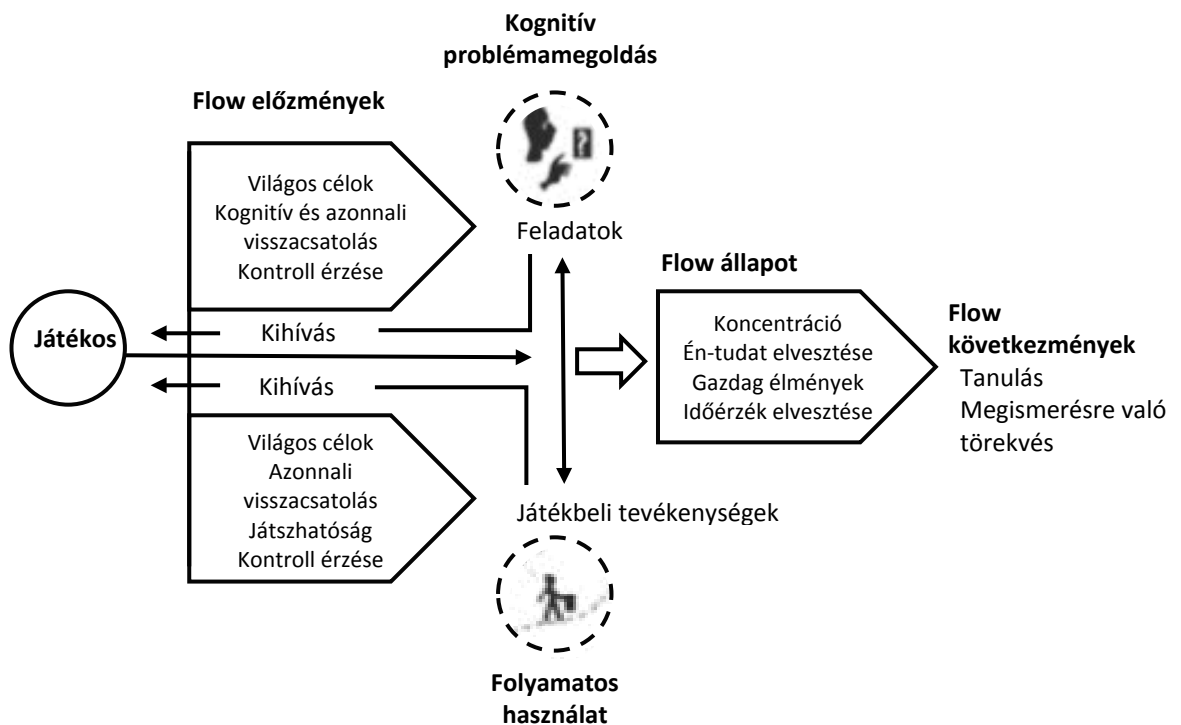 Kognitív
problémamegoldás
Flow előzmények
?
Világos célok
Kognitív és azonnali
visszacsatolás
Kontroll érzése
Feladatok
Flow állapot
Játékos
Kihívás
Kihívás
Koncentráció
Én-tudat elvesztése
Gazdag élmények
Időérzék elvesztése
Flow
következmények
Tanulás
Megismerésre való
törekvés
Világos célok
Azonnali
visszacsatolás
Játszhatóság
Kontroll érzése
Játékbeli tevékenységek
Folyamatos
használat